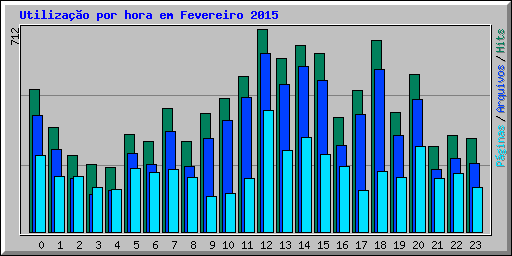 Utilização por hora em Fevereiro 2015
712
Páginas / Arquivos / Hits
0 1 2 3 4 5 6 7 8 9 10 11 12 13 14 15 16 17 18 19 20 21 22 23